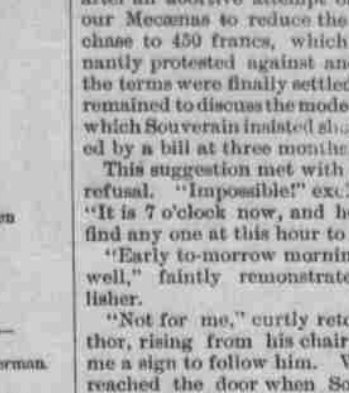 our Mecænas to reduce the
chase to 450 francs, which
nantly protested against an
the terms were finally settled
remained to discuss the mode
which Souverain insisted
ed by a bill at three months
This suggestion met with
refusal. "Impossible!" exc
"It is 7 o'clock now, and h
find any one at this hour to
"Early to-morrow mornin
well," faintly remonstrate
lisher.
"Not for me," curtly reto
thor, rising from his chair
me a sign to follow him.
reached the door when So
en
erman